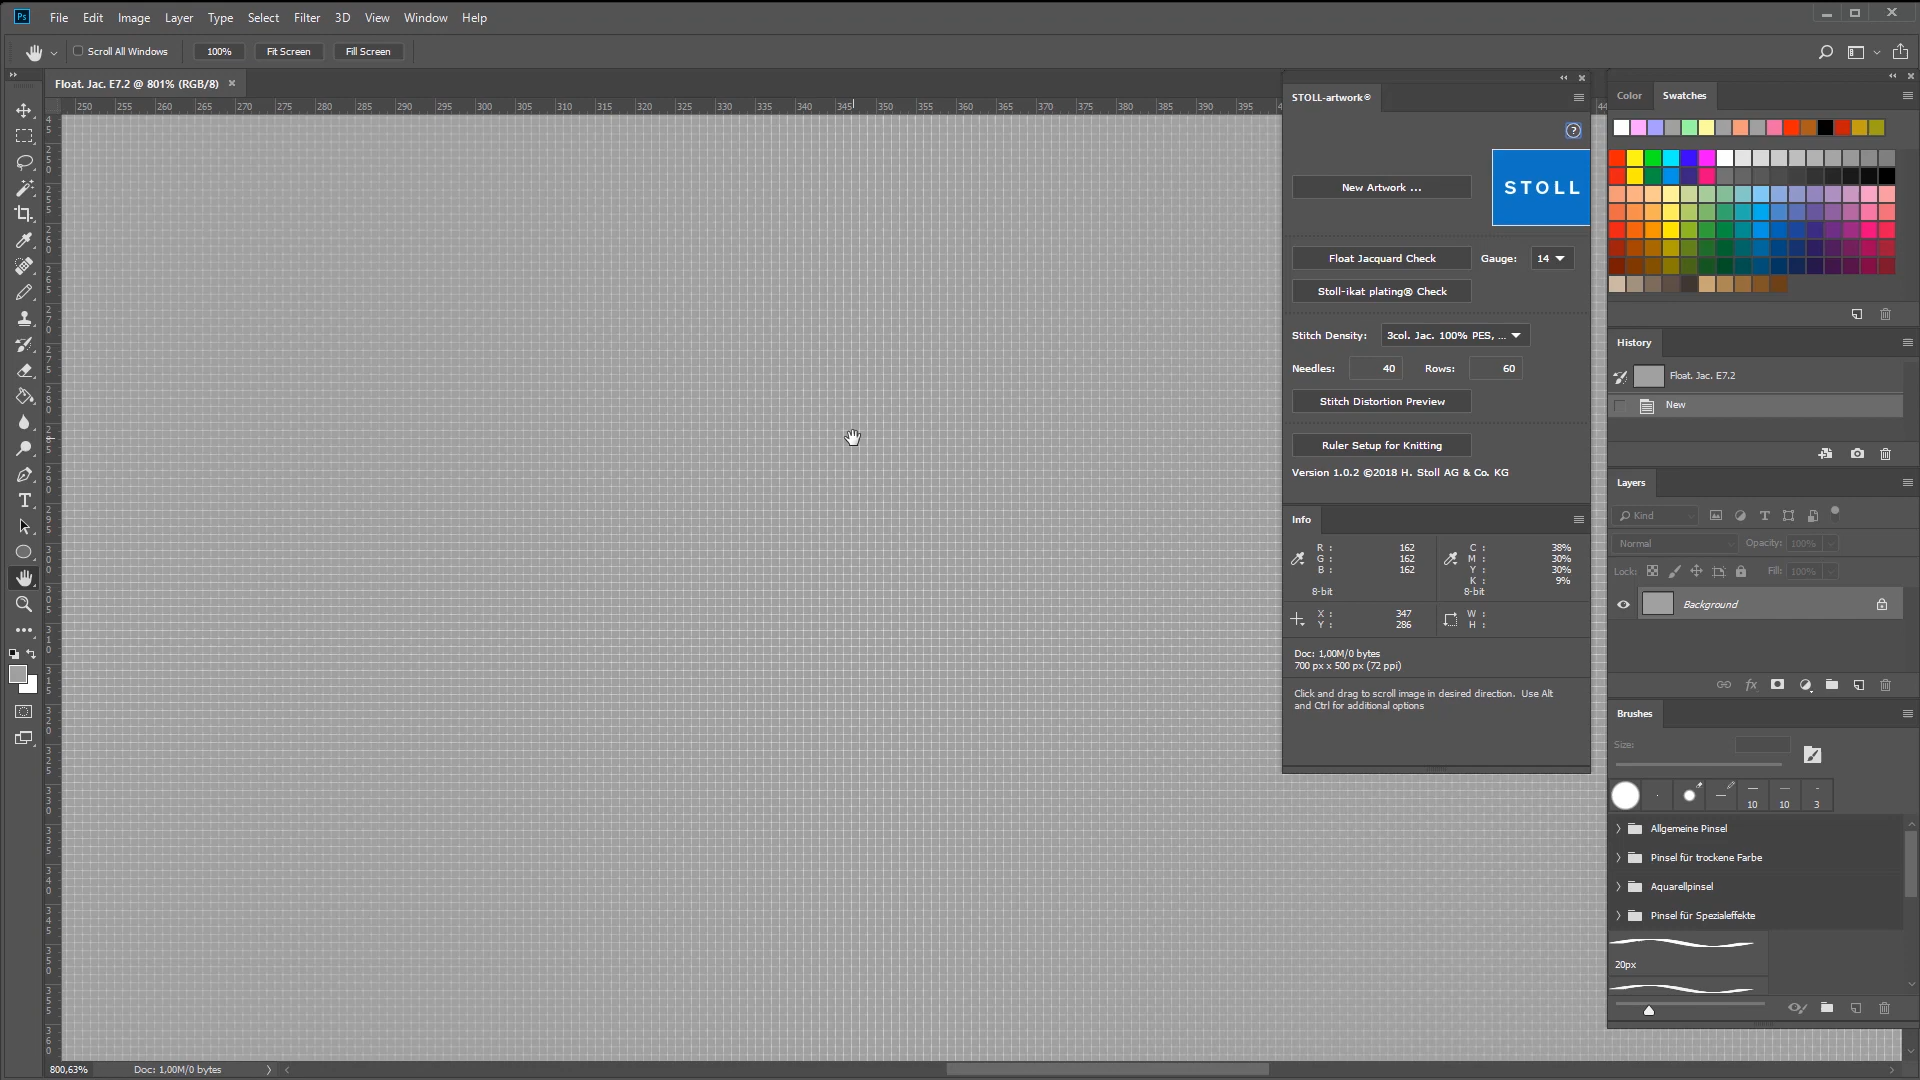 Ps File Edit Image Layer Type Select Filter 3D View Window Help
Scroll All Windows 100% Fit Screen Fill Screen
Float. Jac. E7.2 @ 801% (RGB/8)
250 255 260 265 270 275 280 285 290 295 300 305 310 315 320 325 330 335 340 345 350 355 360 365 370 375 380 385 390 395
STOLL-artwork®
New Artwork ...
STOLL
Float Jacquard Check Gauge: 14
Stoll-ikat plating® Check
Stitch Density: 3col. Jac. 100% PES, ...
Needles: 40 Rows: 60
Stitch Distortion Preview
Ruler Setup for Knitting
Version 1.0.2 ©2018 H. Stoll AG & Co. KG
Info
R : 162 C : 38%
G : 162 M : 30%
B : 162 Y : 30%
K : 9%
8-bit 8-bit
X : 347 W :
Y : 286 H :
Doc: 1,00M/0 bytes
700 px x 500 px (72 ppi)
Click and drag to scroll image in desired direction. Use Alt
and Ctrl for additional options
Color Swatches
History
Float. Jac. E7.2
New
Layers
Kind
Normal Opacity: 100%
Lock: Fill: 100%
Background
Brushes
Size:
10 10 3
Allgemeine Pinsel
Pinsel für trockene Farbe
Aquarellpinsel
Pinsel für Spezialeffekte
20px
800,63% Doc: 1,00M/0 bytes